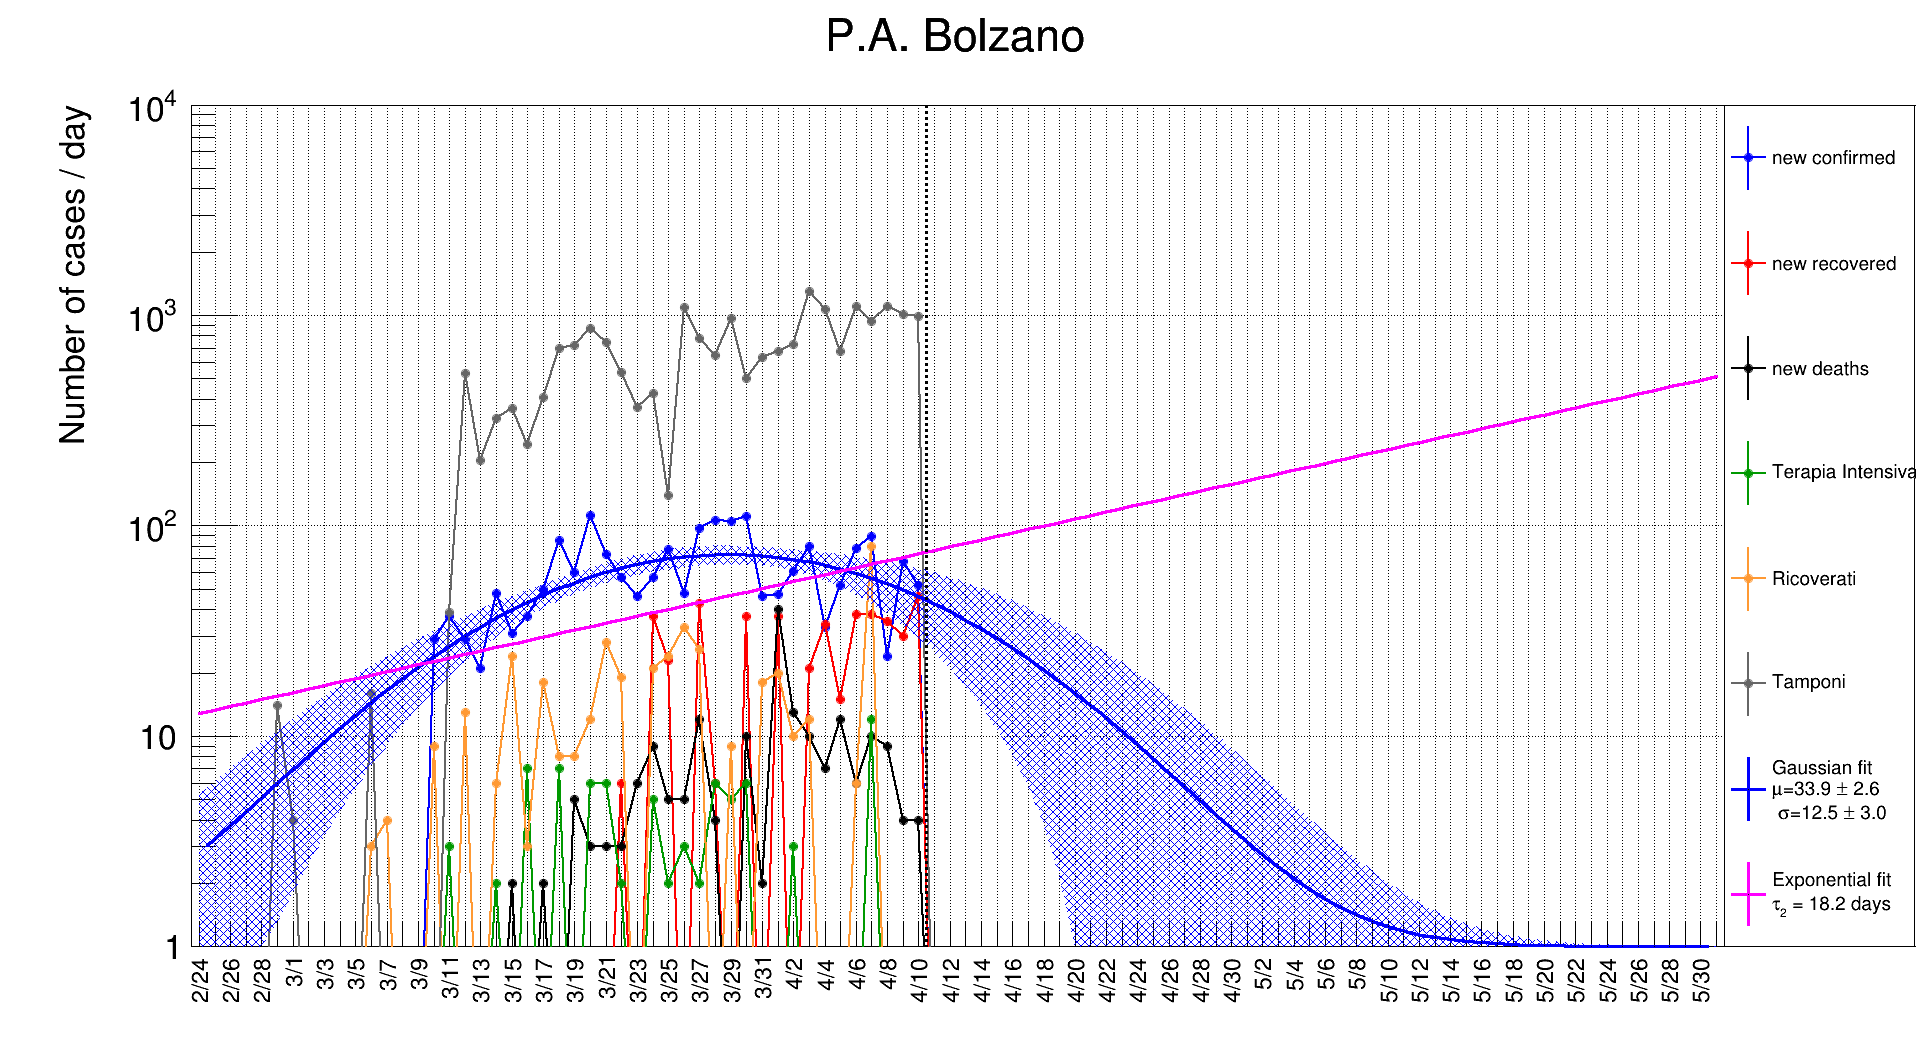 P.A. Bolzano
Number of cases / day
10⁴
10³
10²
10
1
2/24 2/26 2/28 3/1 3/3 3/5 3/7 3/9 3/11 3/13 3/15 3/17 3/19 3/21 3/23 3/25 3/27 3/29 3/31 4/2 4/4 4/6 4/8 4/10 4/12 4/14 4/16 4/18 4/20 4/22 4/24 4/26 4/28 4/30 5/2 5/4 5/6 5/8 5/10 5/12 5/14 5/16 5/18 5/20 5/22 5/24 5/26 5/28 5/30
new confirmed
new recovered
new deaths
Terapia Intensiva
Ricoverati
Tamponi
Gaussian fit
μ=33.9 ± 2.6
σ=12.5 ± 3.0
Exponential fit
τ₂ = 18.2 days